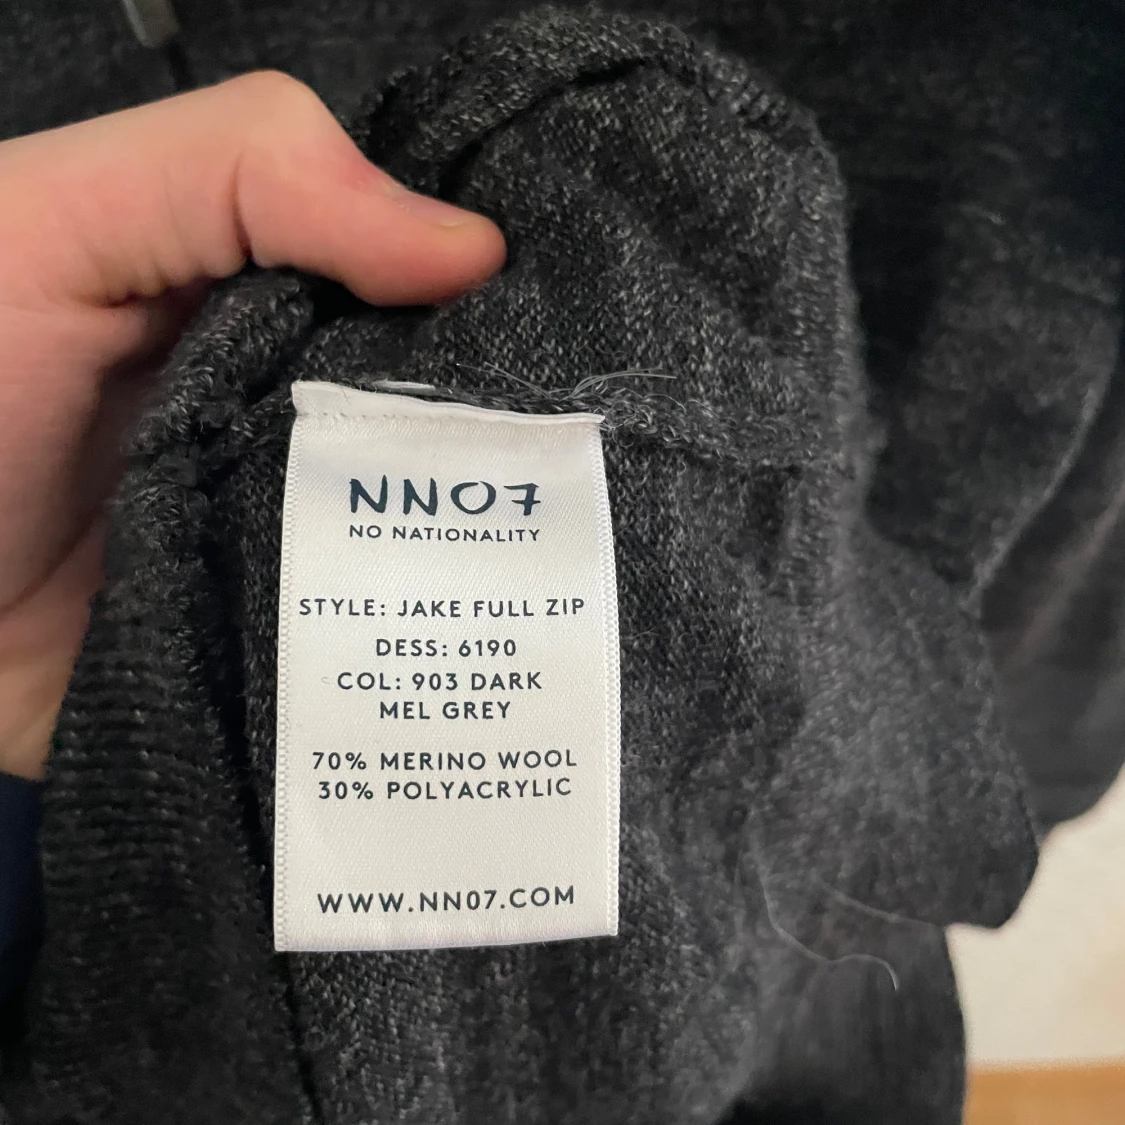 NN07
NO NATIONALITY
STYLE: JAKE FULL ZIP
DESS: 6190
COL: 903 DARK
MEL GREY
70% MERINO WOOL
30% POLYACRYLIC
WWW.NN07.COM